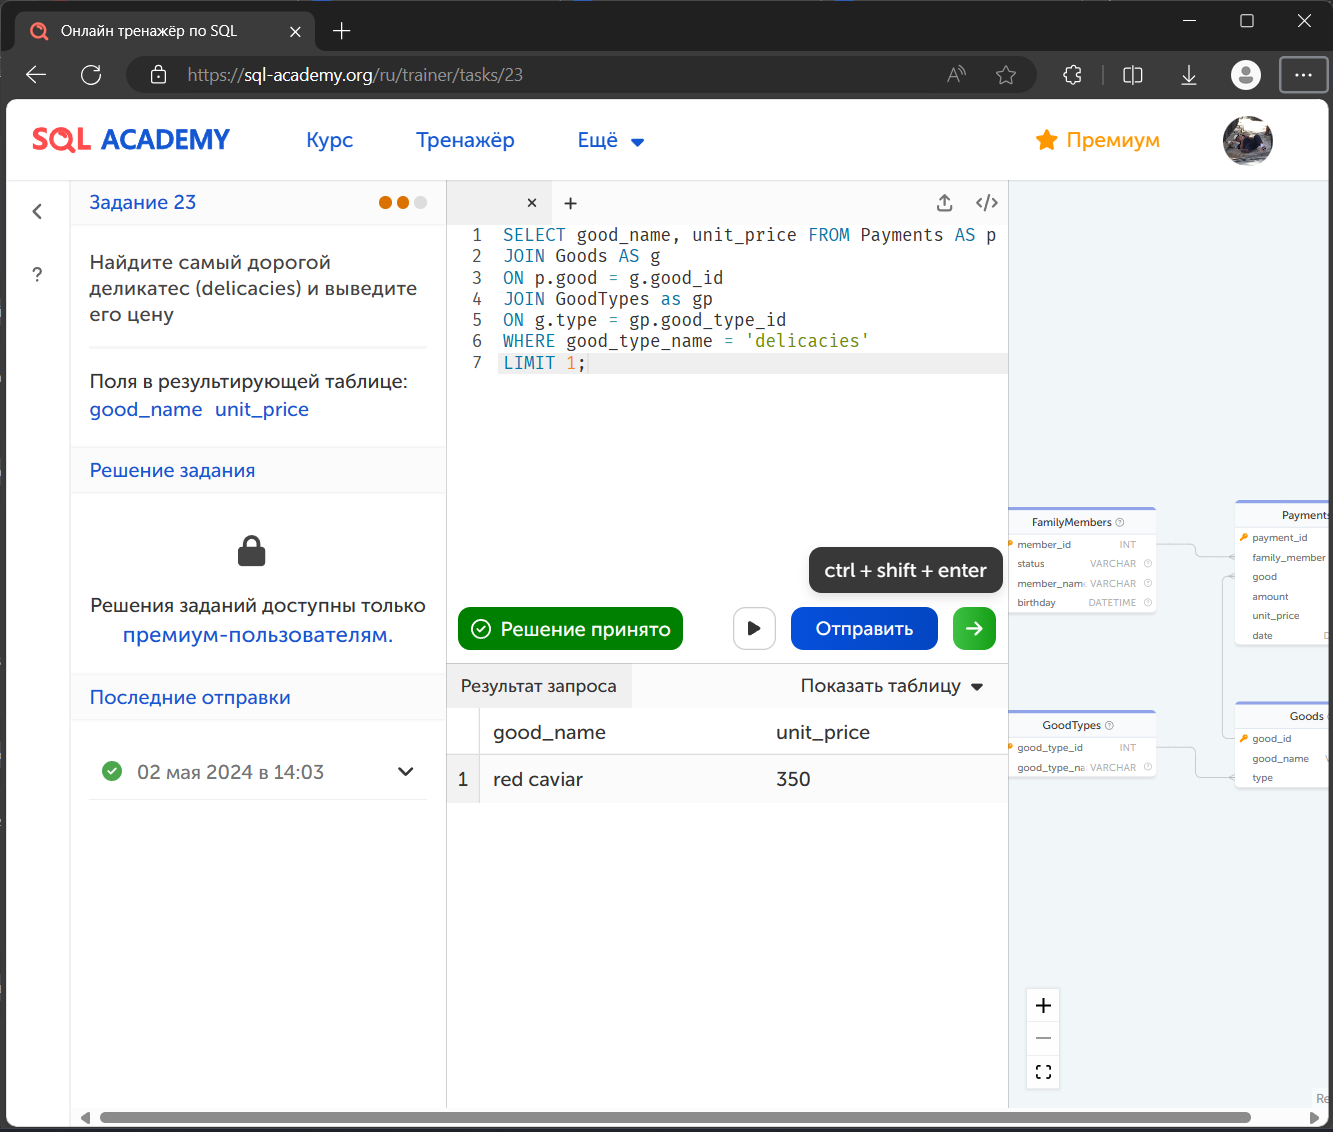 Онлайн тренажёр по SQL
https://sql-academy.org/ru/trainer/tasks/23
SQL ACADEMY
Курс
Тренажёр
Ещё
Премиум
Задание 23
Найдите самый дорогой
деликатес (delicacies) и выведите
его цену
Поля в результирующей таблице:
good_name unit_price
Решение задания
Решения заданий доступны только
премиум-пользователям.
Последние отправки
02 мая 2024 в 14:03
1 SELECT good_name, unit_price FROM Payments AS p
2 JOIN Goods AS g
3 ON p.good = g.good_id
4 JOIN GoodTypes as gp
5 ON g.type = gp.good_type_id
6 WHERE good_type_name = 'delicacies'
7 LIMIT 1;
ctrl + shift + enter
Решение принято
Отправить
Результат запроса
Показать таблицу
good_name unit_price
1 red caviar 350
FamilyMembers
member_id INT
status VARCHAR
member_name VARCHAR
birthday DATETIME
Payments
payment_id
family_member
good
amount
unit_price
date
GoodTypes
good_type_id INT
good_type_na VARCHAR
Goods
good_id
good_name
type
Re